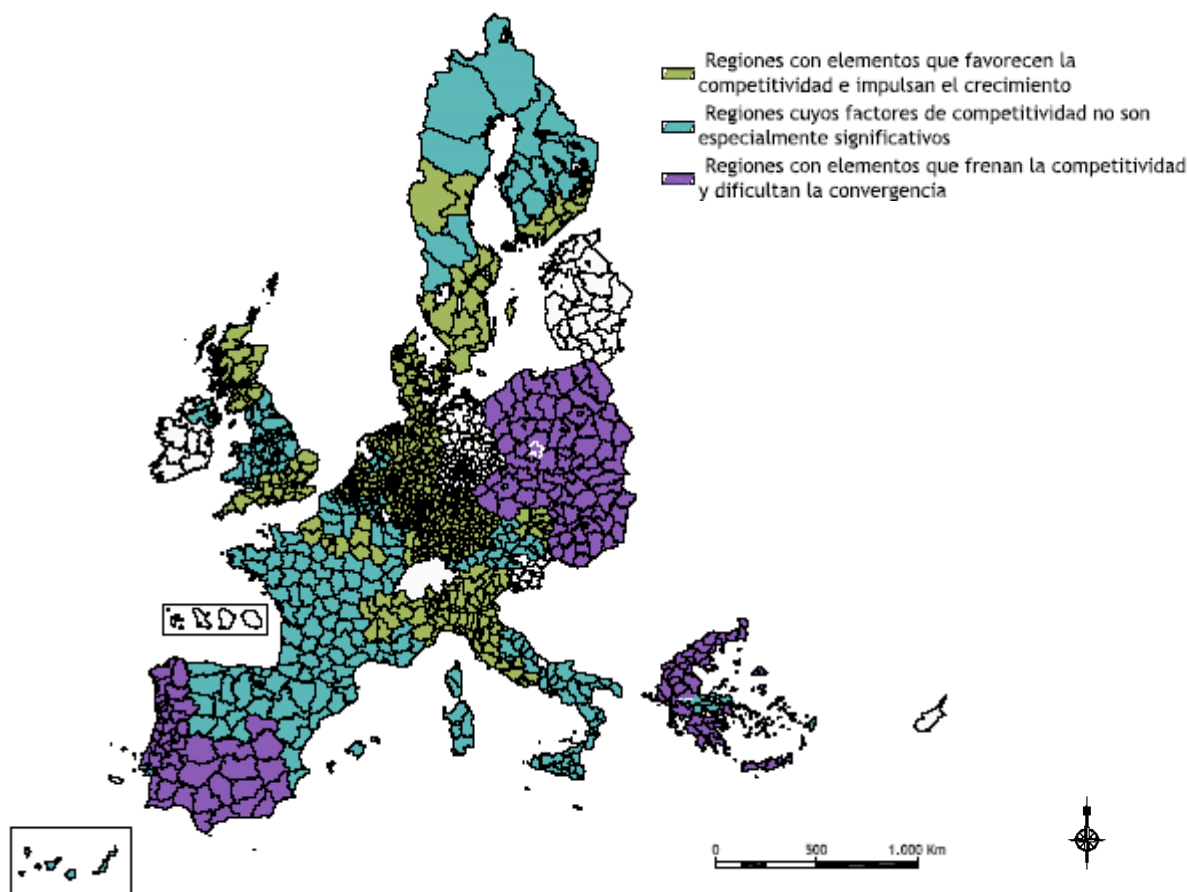 Regiones con elementos que favorecen la
competitividad e impulsan el crecimiento
Regiones cuyos factores de competitividad no son
especialmente significativos
Regiones con elementos que frenan la competitividad
y dificultan la convergencia
0 500 1.000 Km